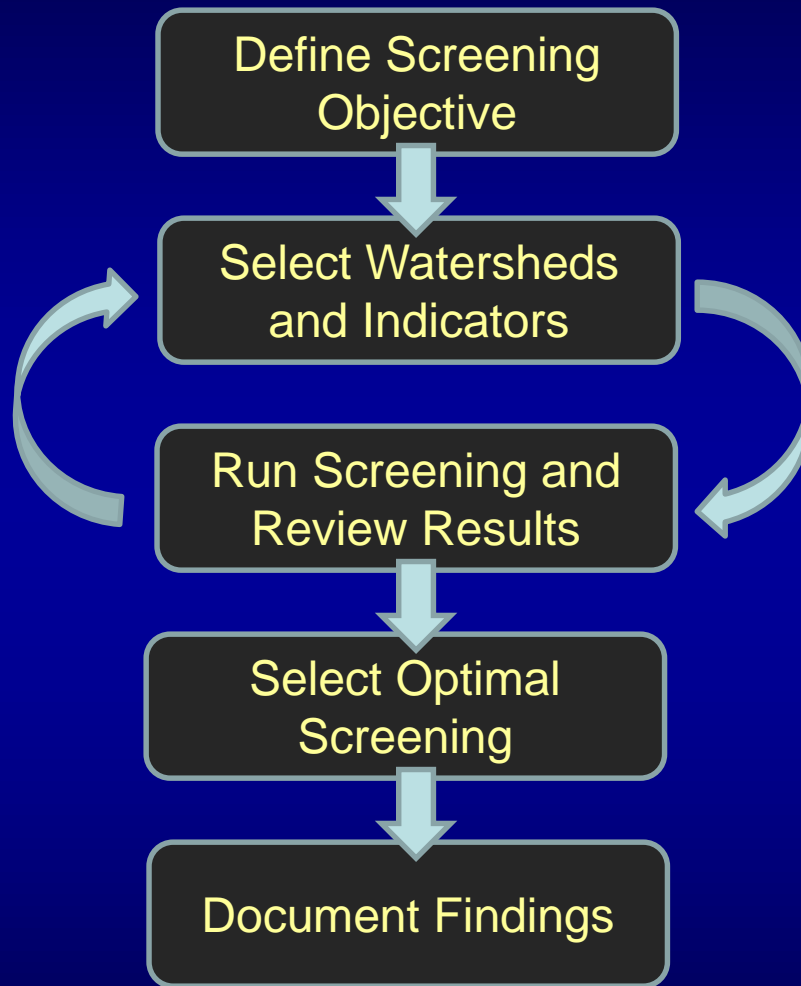 Define Screening
Objective
Select Watersheds
and Indicators
Run Screening and
Review Results
Select Optimal
Screening
Document Findings